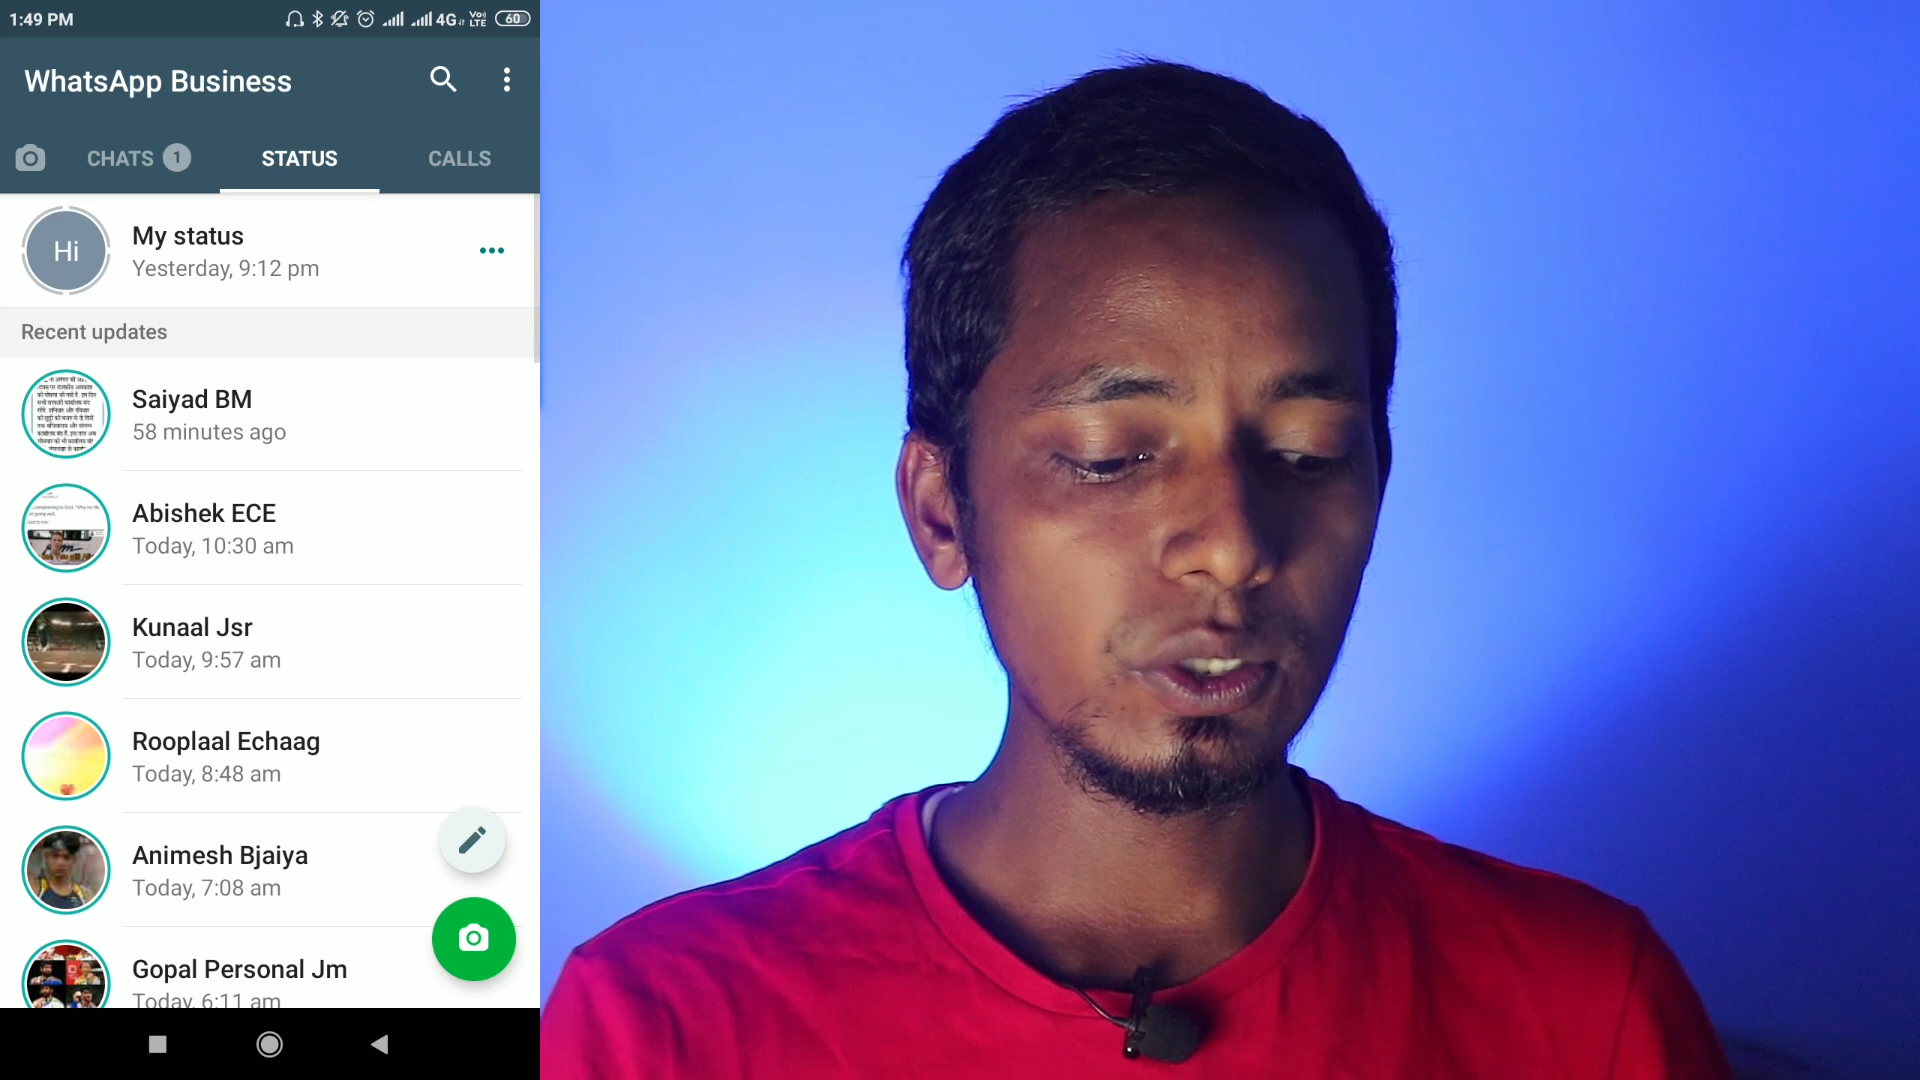 1:49 PM
4G
Vo))
LTE
60
WhatsApp Business
CHATS 1
STATUS
CALLS
Hi
My status
Yesterday, 9:12 pm
Recent updates
Saiyad BM
58 minutes ago
Abishek ECE
Today, 10:30 am
Kunaal Jsr
Today, 9:57 am
Rooplaal Echaag
Today, 8:48 am
Animesh Bjaiya
Today, 7:08 am
Gopal Personal Jm
Today, 6:11 am